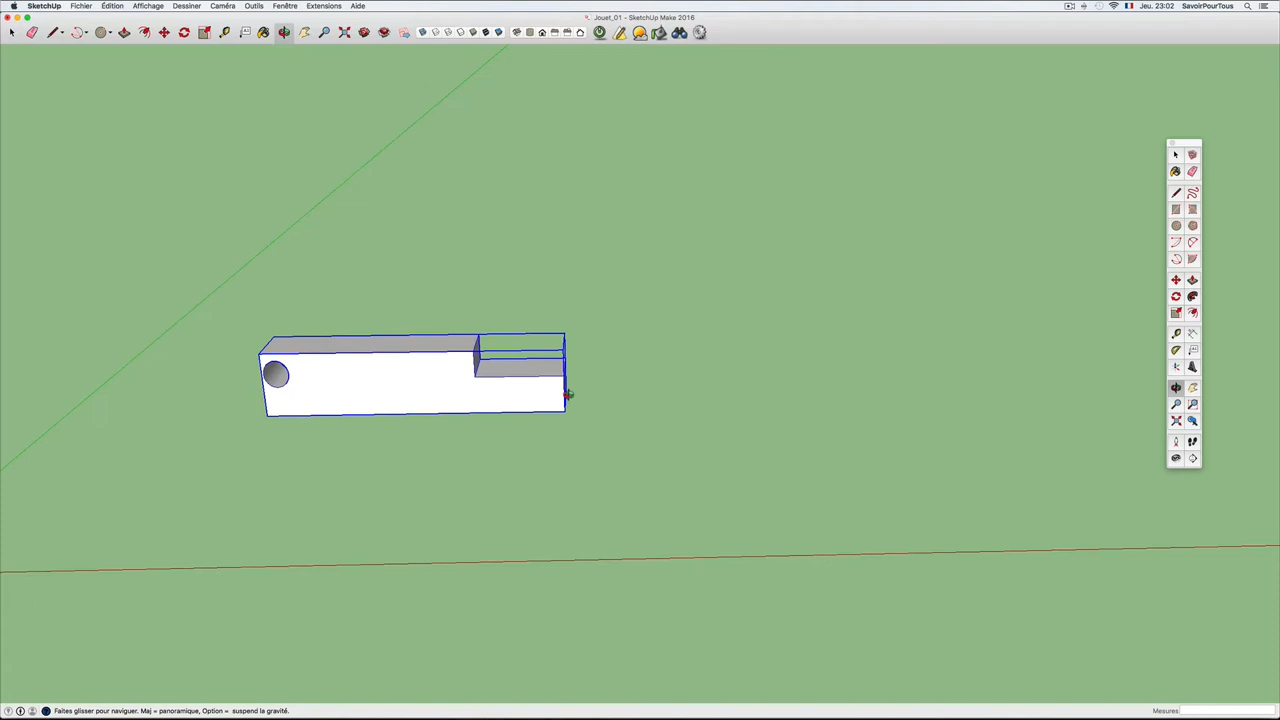 SketchUp Fichier Édition Affichage Dessiner Caméra Outils Fenêtre Extensions Aide Jeu. 23:02 SavoirPourTous
Jouet_01 - SketchUp Make 2016
Faites glisser pour naviguer. Maj = panoramique, Option = suspend la gravité.
Mesures